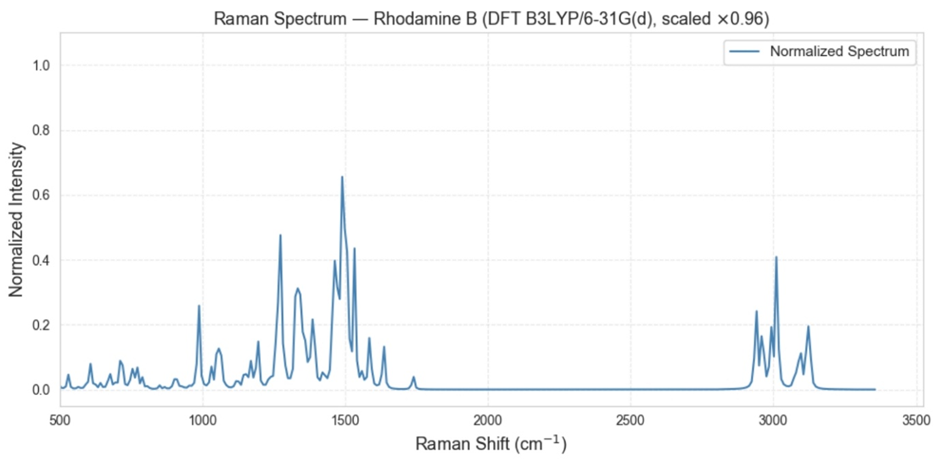 Raman Spectrum — Rhodamine B (DFT B3LYP/6-31G(d), scaled ×0.96)
Normalized Spectrum
Normalized Intensity
1.0
0.8
0.6
0.4
0.2
0.0
500 1000 1500 2000 2500 3000 3500
Raman Shift (cm⁻¹)